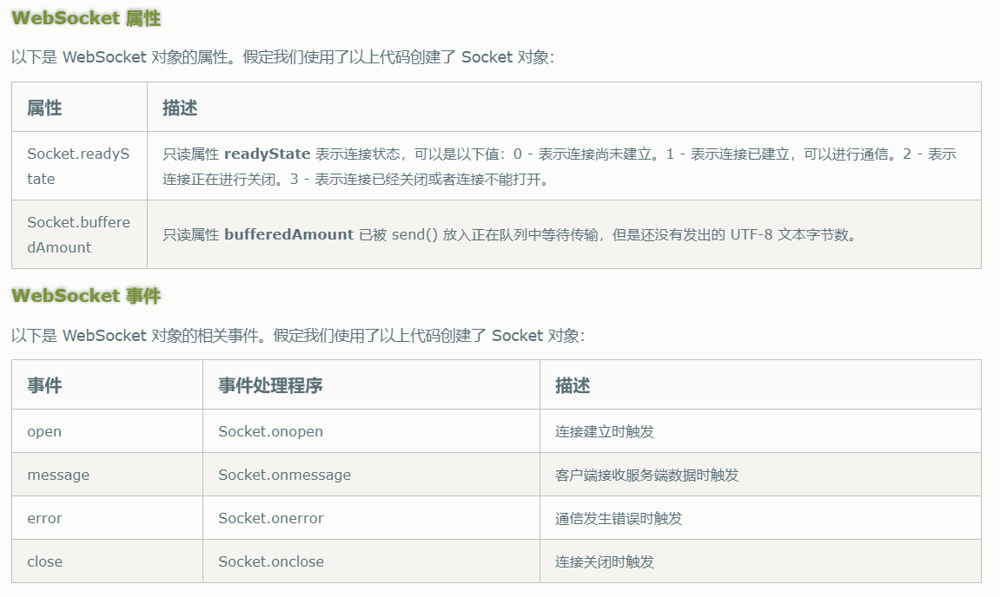 WebSocket 属性
以下是 WebSocket 对象的属性。假定我们使用了以上代码创建了 Socket 对象：
属性 描述
Socket.readyS
tate
只读属性 readyState 表示连接状态，可以是以下值：0 - 表示连接尚未建立。1 - 表示连接已建立，可以进行通信。2 - 表示
连接正在进行关闭。3 - 表示连接已经关闭或者连接不能打开。
Socket.buffere
dAmount
只读属性 bufferedAmount 已被 send() 放入正在队列中等待传输，但是还没有发出的 UTF-8 文本字节数。
WebSocket 事件
以下是 WebSocket 对象的相关事件。假定我们使用了以上代码创建了 Socket 对象：
事件 事件处理程序 描述
open Socket.onopen 连接建立时触发
message Socket.onmessage 客户端接收服务端数据时触发
error Socket.onerror 通信发生错误时触发
close Socket.onclose 连接关闭时触发